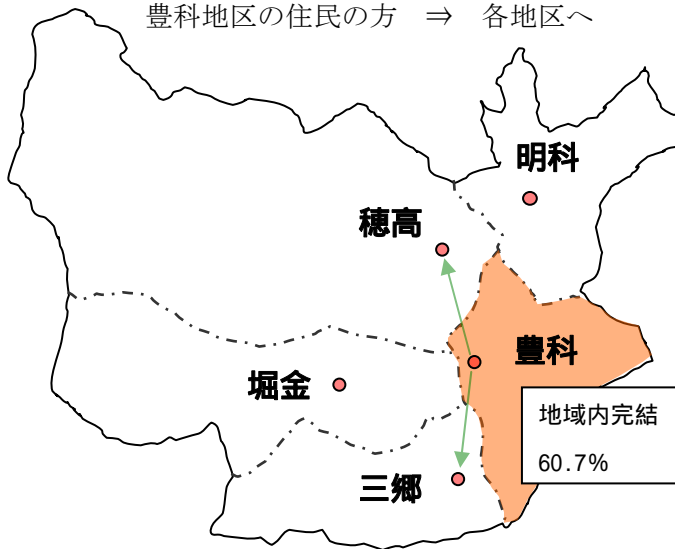 豊科地区の住民の方　⇒　各地区へ
明科
穂高
豊科
堀金
地域内完結
60.7%
三郷